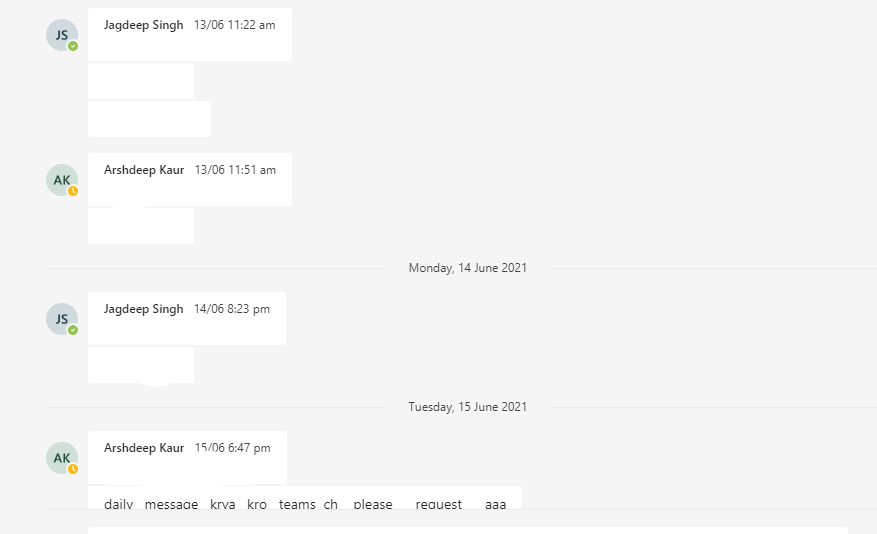 Jagdeep Singh 13/06 11:22 am
JS
Arshdeep Kaur 13/06 11:51 am
AK
Monday, 14 June 2021
Jagdeep Singh 14/06 8:23 pm
JS
Tuesday, 15 June 2021
Arshdeep Kaur 15/06 6:47 pm
AK
daily message krya kro teams ch please request aaa